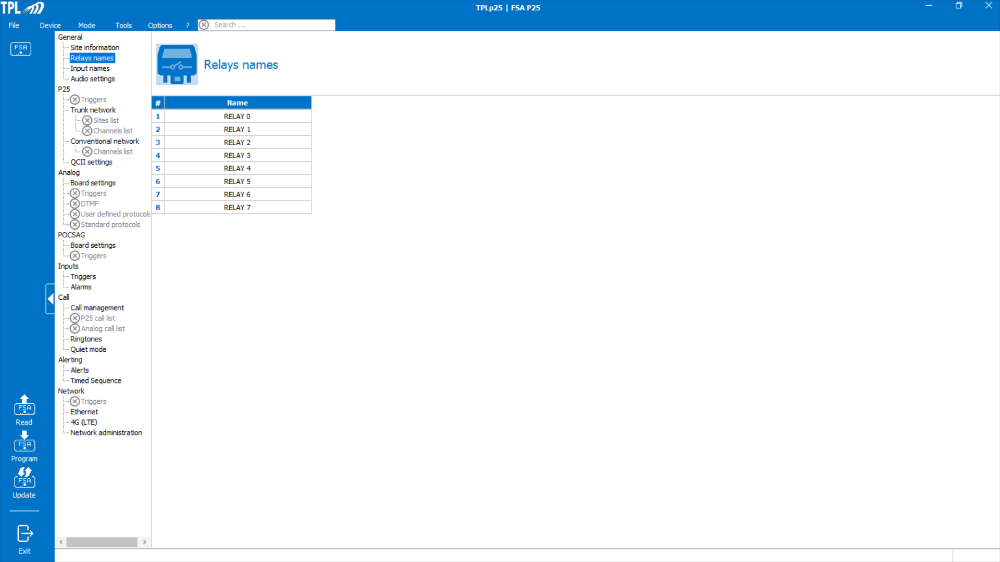 TPL
TPLp25 | FSA P25
File Device Mode Tools Options ? Search ...
FSA
General
Site information
Relays names
Input names
Audio settings
P25
Triggers
Trunk network
Sites list
Channels list
Conventional network
Channels list
QCII settings
Analog
Board settings
Triggers
DTMF
User defined protocols
Standard protocols
POCSAG
Board settings
Triggers
Inputs
Triggers
Alarms
Call
Call management
P25 call list
Analog call list
Ringtones
Quiet mode
Alerting
Alerts
Timed Sequence
Network
Triggers
Ethernet
4G (LTE)
Network administration
Relays names
# Name
1 RELAY 0
2 RELAY 1
3 RELAY 2
4 RELAY 3
5 RELAY 4
6 RELAY 5
7 RELAY 6
8 RELAY 7
FSA
Read
FSA
Program
FSA
Update
Exit